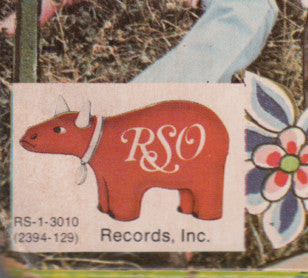 RSO
RS-1-3010
(2394-129)
Records, Inc.